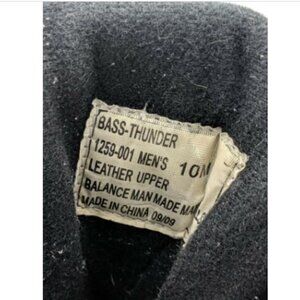 BASS-THUNDER
1259-001 MEN'S 10M
LEATHER UPPER
BALANCE MAN MADE
MADE IN CHINA 09/09